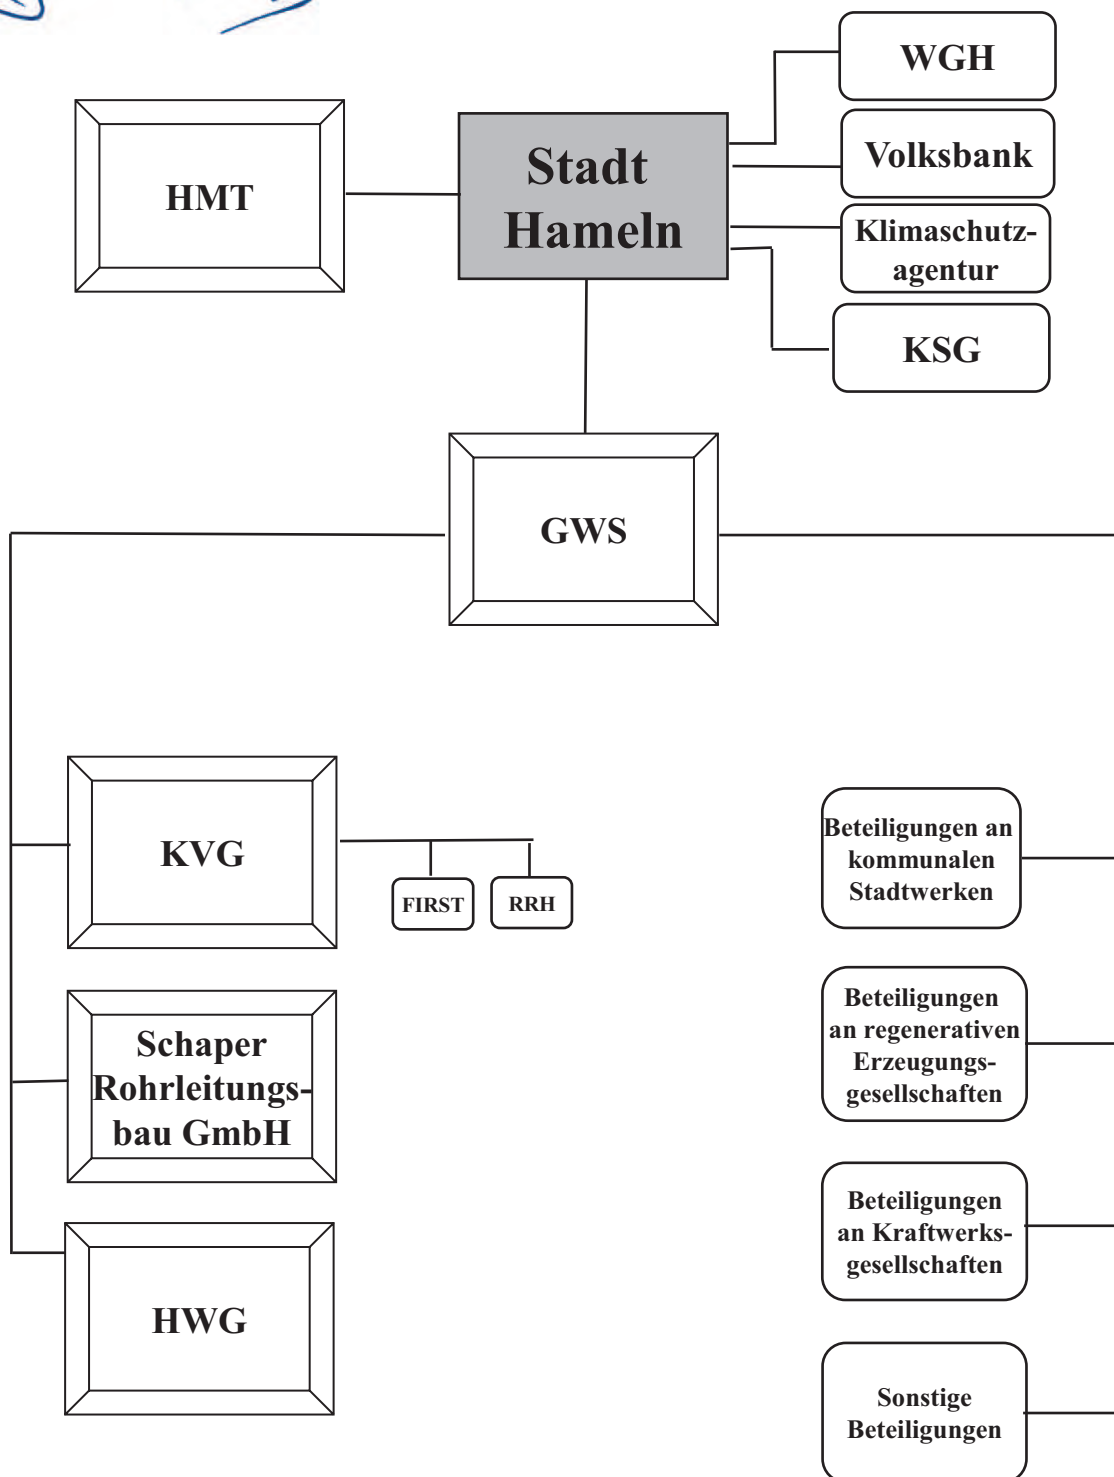 WGH
Volksbank
Klimaschutz-
agentur
KSG
HMT
Stadt
Hameln
GWS
KVG
FIRST
RRH
Schaper
Rohrleitungs-
bau GmbH
HWG
Beteiligungen an
kommunalen
Stadtwerken
Beteiligungen
an regenerativen
Erzeugungs-
gesellschaften
Beteiligungen
an Kraftwerks-
gesellschaften
Sonstige
Beteiligungen